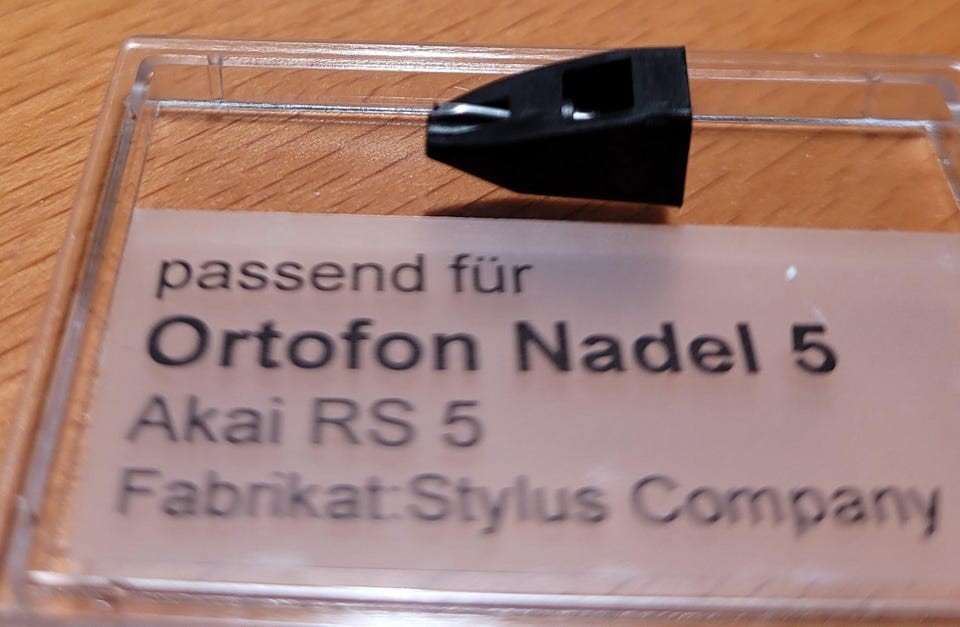 passend für
Ortofon Nadel 5
Akai RS 5
Fabrikat:Stylus Company